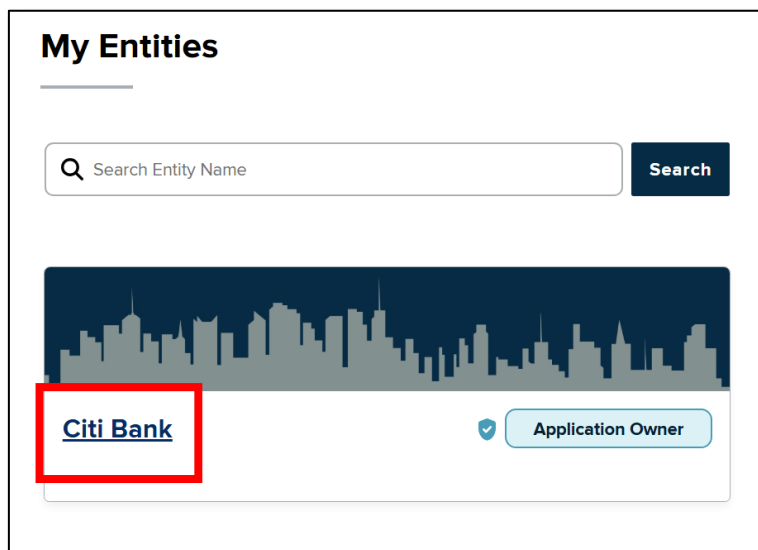 My Entities
Search Entity Name
Search
Citi Bank
Application Owner